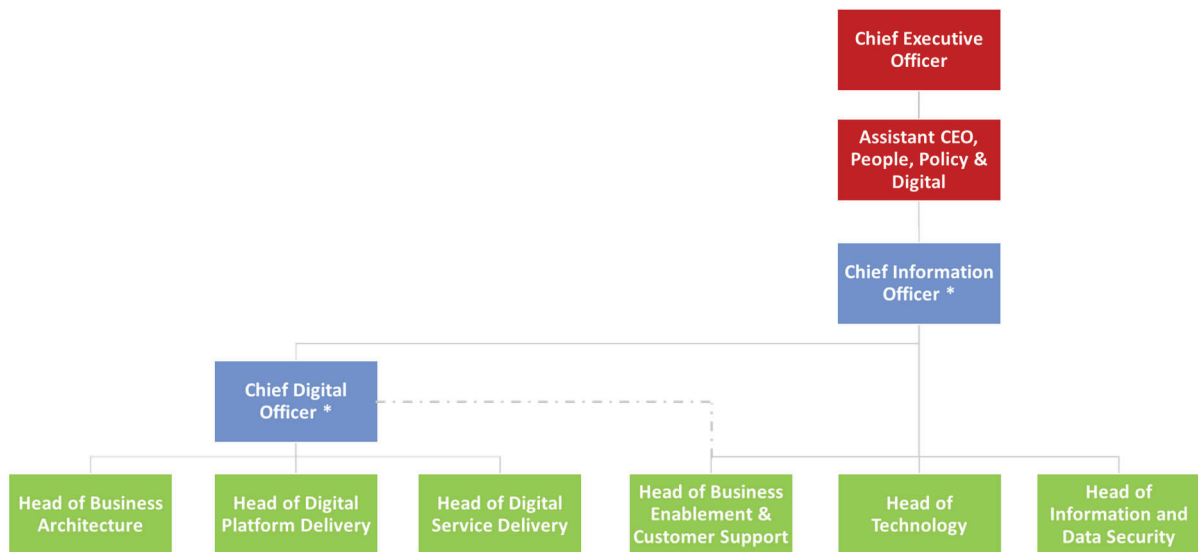 Chief Executive
Officer
Assistant CEO,
People, Policy &
Digital
Chief Information
Officer *
Chief Digital
Officer *
Head of Business
Architecture
Head of Digital
Platform Delivery
Head of Digital
Service Delivery
Head of Business
Enablement &
Customer Support
Head of
Technology
Head of
Information and
Data Security